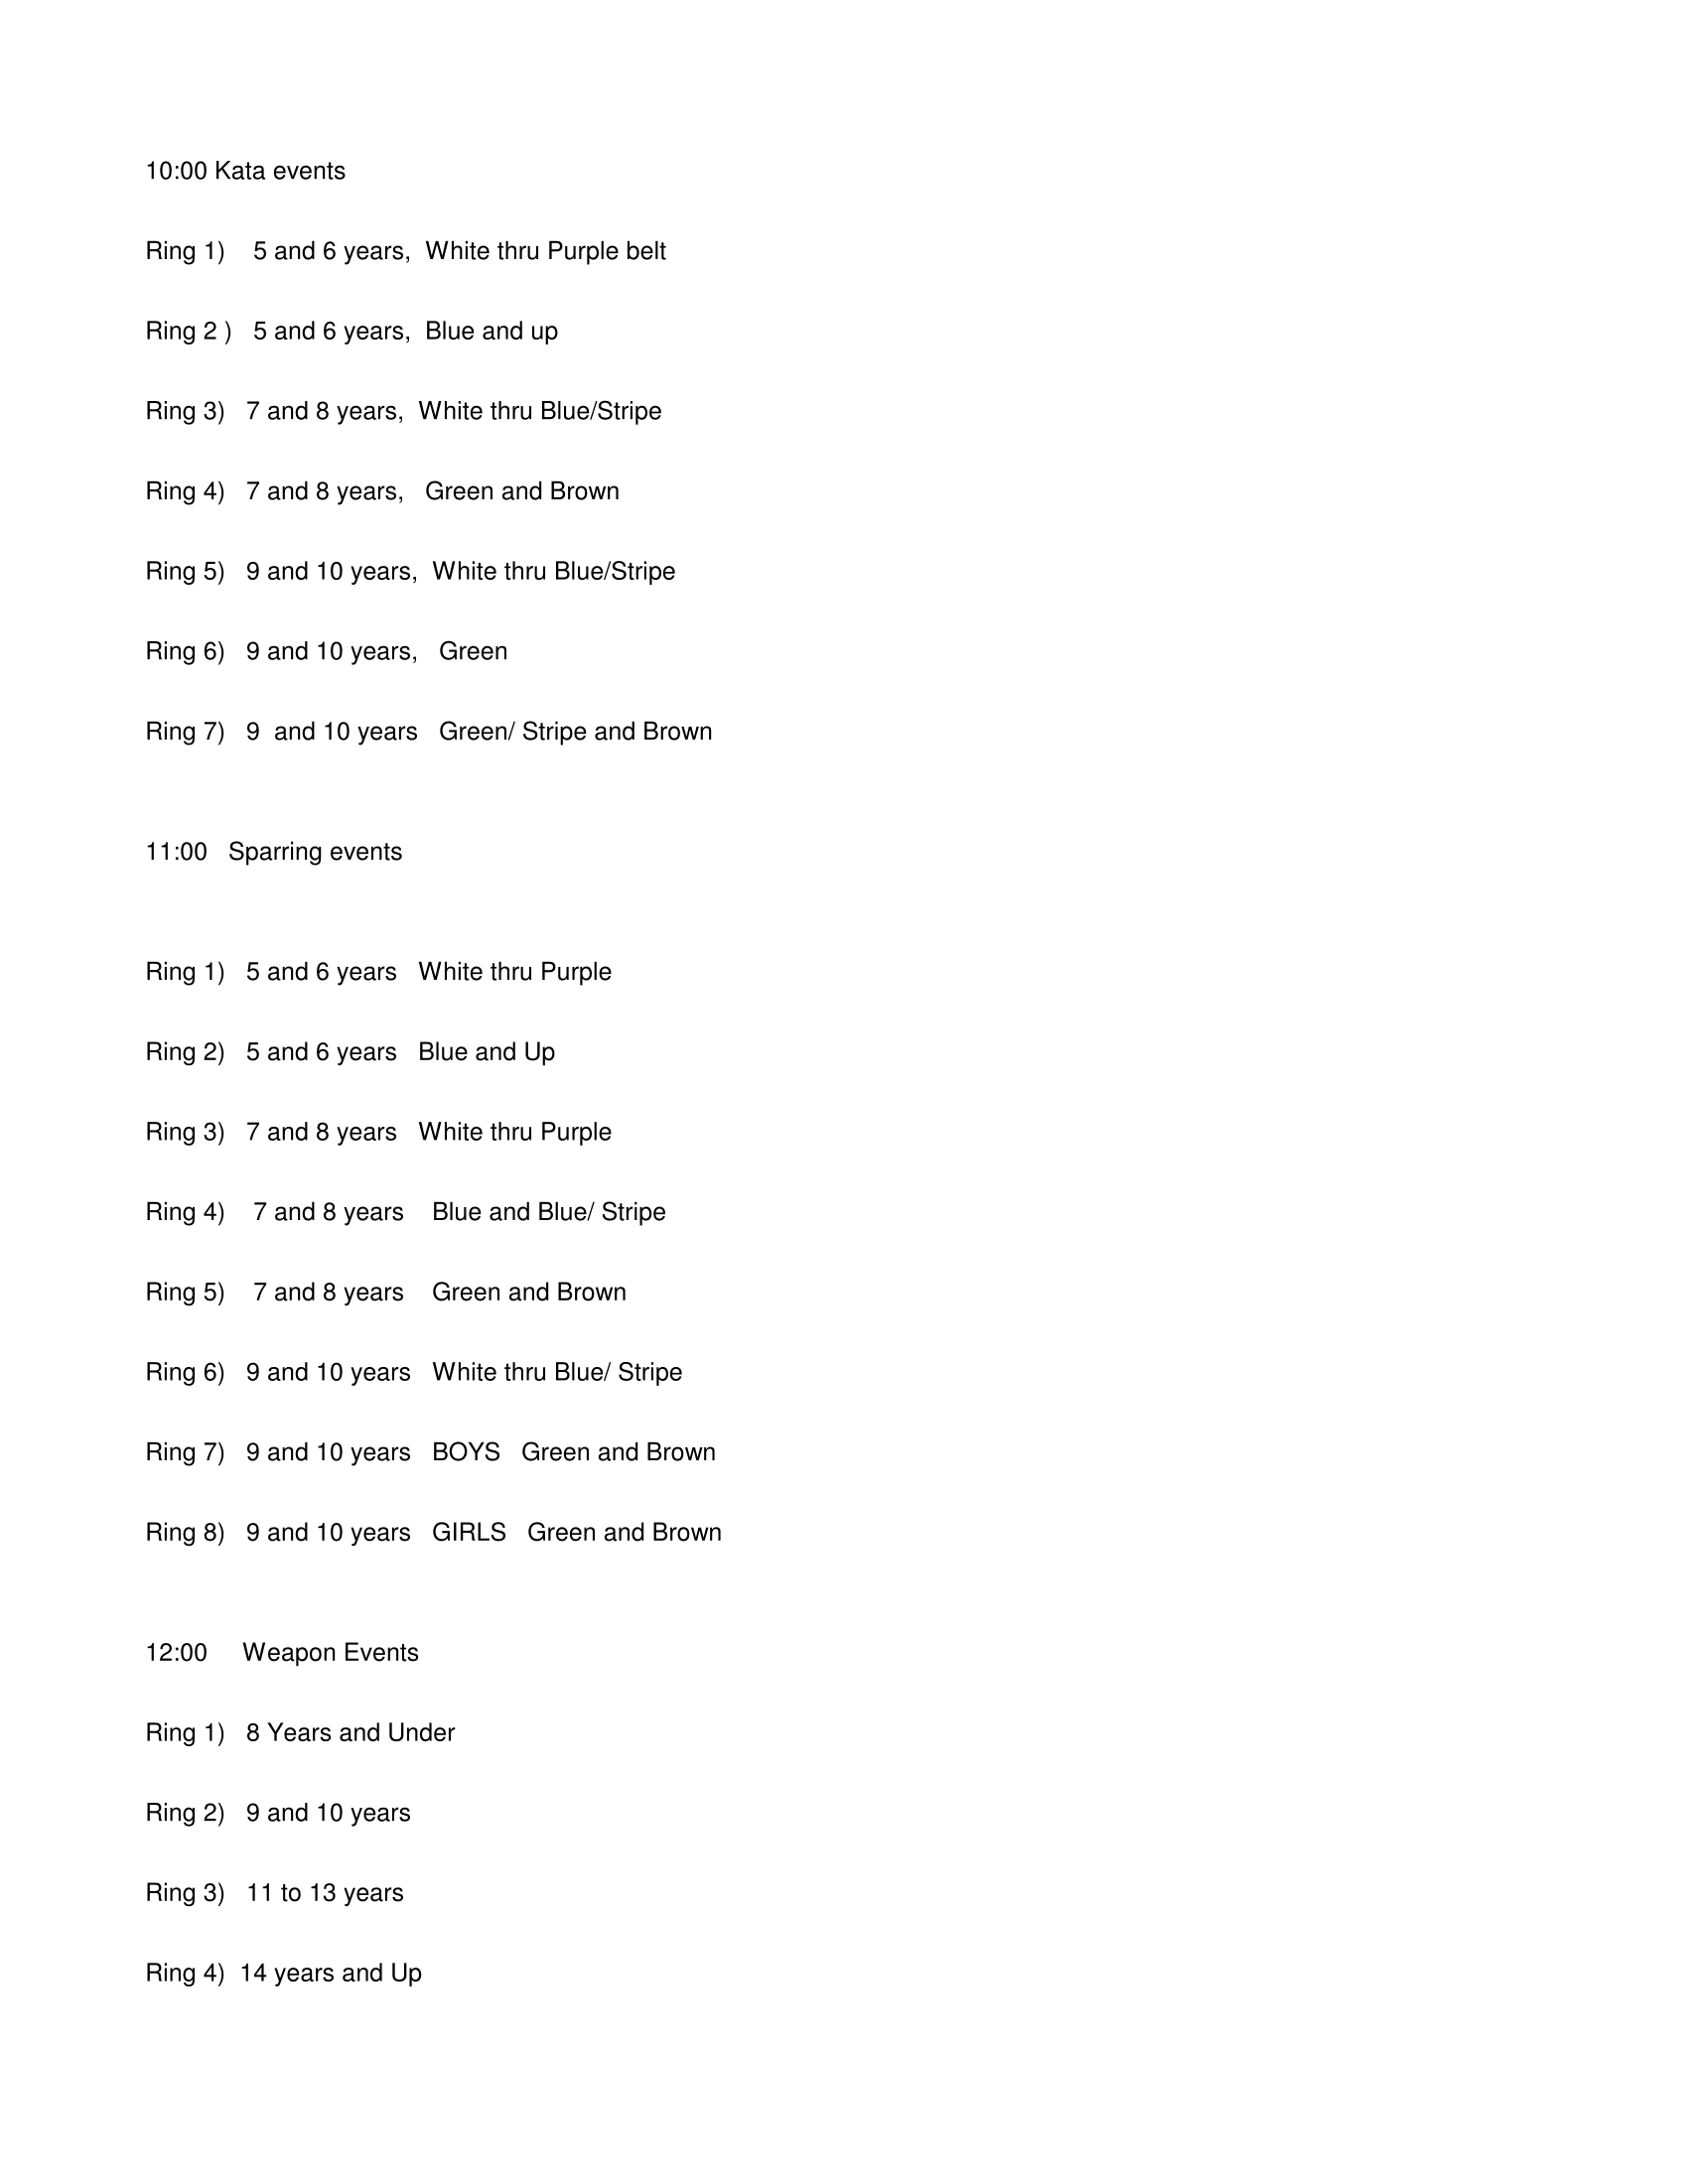 10:00 Kata events
Ring 1) 5 and 6 years, White thru Purple belt
Ring 2 ) 5 and 6 years, Blue and up
Ring 3) 7 and 8 years, White thru Blue/Stripe
Ring 4) 7 and 8 years, Green and Brown
Ring 5) 9 and 10 years, White thru Blue/Stripe
Ring 6) 9 and 10 years, Green
Ring 7) 9 and 10 years Green/ Stripe and Brown
11:00 Sparring events
Ring 1) 5 and 6 years White thru Purple
Ring 2) 5 and 6 years Blue and Up
Ring 3) 7 and 8 years White thru Purple
Ring 4) 7 and 8 years Blue and Blue/ Stripe
Ring 5) 7 and 8 years Green and Brown
Ring 6) 9 and 10 years White thru Blue/ Stripe
Ring 7) 9 and 10 years BOYS Green and Brown
Ring 8) 9 and 10 years GIRLS Green and Brown
12:00 Weapon Events
Ring 1) 8 Years and Under
Ring 2) 9 and 10 years
Ring 3) 11 to 13 years
Ring 4) 14 years and Up